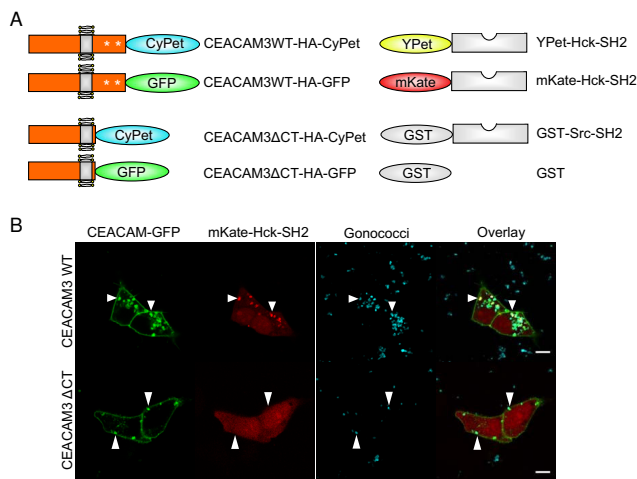 A
CyPet CEACAM3WT-HA-CyPet YPet YPet-Hck-SH2
GFP CEACAM3WT-HA-GFP mKate mKate-Hck-SH2
CyPet CEACAM3ΔCT-HA-CyPet GST GST-Src-SH2
GFP CEACAM3ΔCT-HA-GFP GST GST
B
CEACAM-GFP mKate-Hck-SH2 Gonococci Overlay
CEACAM3 WT
CEACAM3 ΔCT